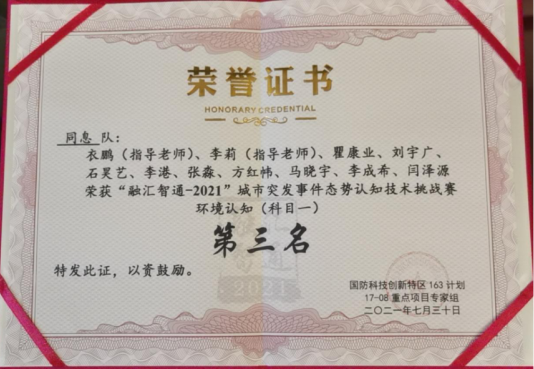 荣誉证书
HONORARY CREDENTIAL
同息 队：
衣鹏（指导老师）、李莉（指导老师）、瞿康业、刘宇广、
石昊艺、李港、张淼、方红帏、马晓宇、李成希、闫泽源
荣获“融汇智通-2021”城市突发事件态势认知技术挑战赛
环境认知（科目一）
第三名
特发此证，以资鼓励。
2021
国防科技创新特区 163 计划
17-08 重点项目专家组
二〇二一年七月三十日